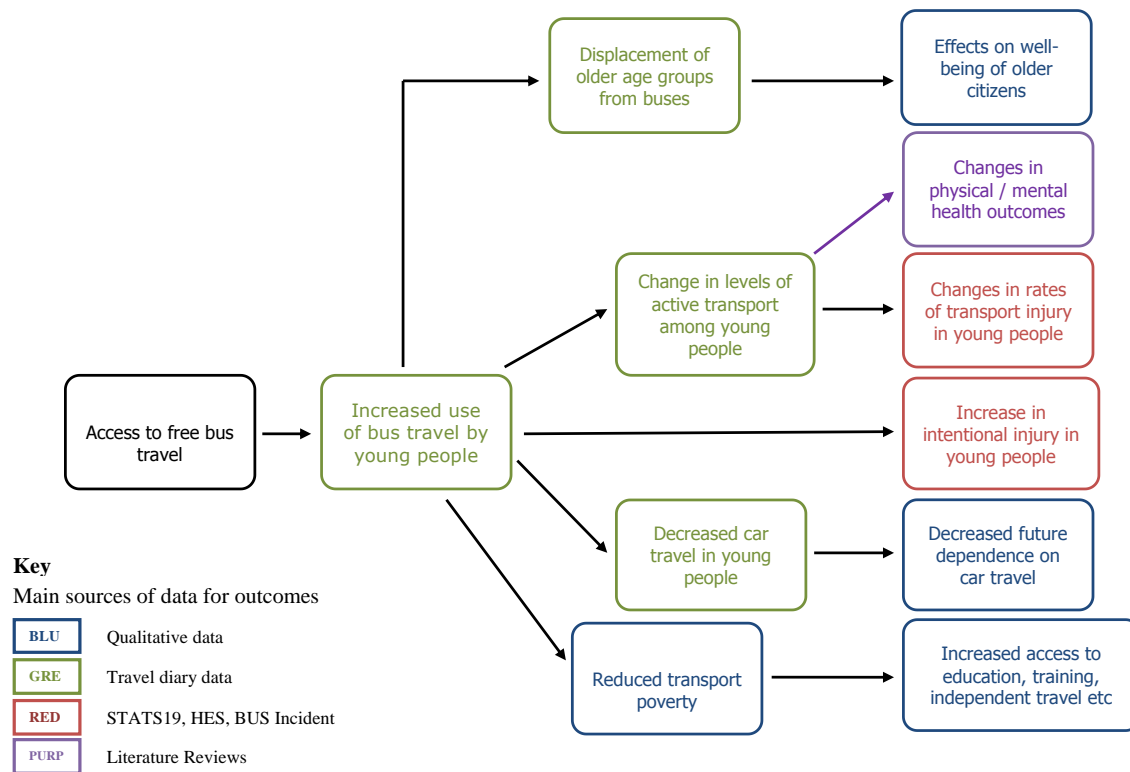 Displacement of
older age groups
from buses
Effects on well-
being of older
citizens
Changes in
physical / mental
health outcomes
Change in levels of
active transport
among young
people
Changes in rates
of transport injury
in young people
Access to free bus
travel
Increased use
of bus travel by
young people
Increase in
intentional injury in
young people
Decreased car
travel in young
people
Decreased future
dependence on
car travel
Reduced transport
poverty
Increased access to
education, training,
independent travel etc
Key
Main sources of data for outcomes
BLU Qualitative data
GRE Travel diary data
RED STATS19, HES, BUS Incident
PURP Literature Reviews